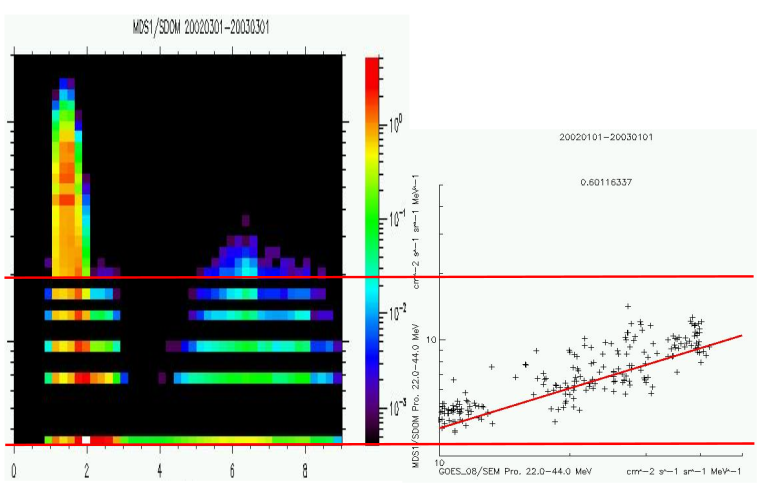 MDS1/SDOM 20020301-20030301
10^0
10^-1
10^-2
10^-3
0 2 4 6 8
20020101-20030101
0.60116337
MDS1/SDOM Pro. 22.0-44.0 MeV cm^-2 s^-1 sr^-1 MeV^-1
10
10
GOES_08/SEM Pro. 22.0-44.0 MeV cm^-2 s^-1 sr^-1 MeV^-1